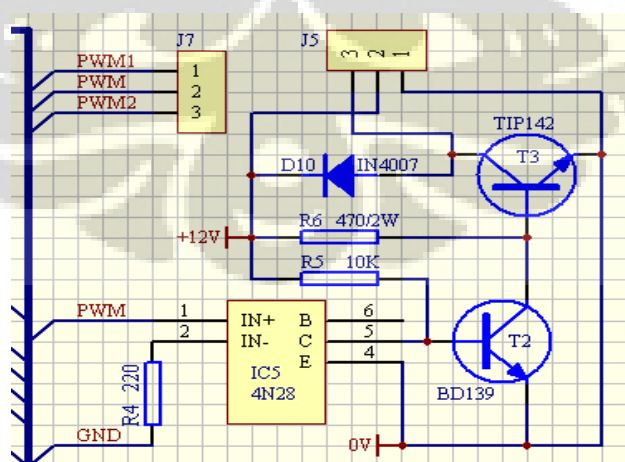 J7
J5
PWM1
1
3
2
1
PWM
2
PWM2
3
TIP142
D10
IN4007
T3
R6
470/2W
+12V
R5
10K
PWM
1
IN+
B
6
2
IN-
C
5
E
4
T2
IC5
4N28
R4
220
BD139
GND
0V